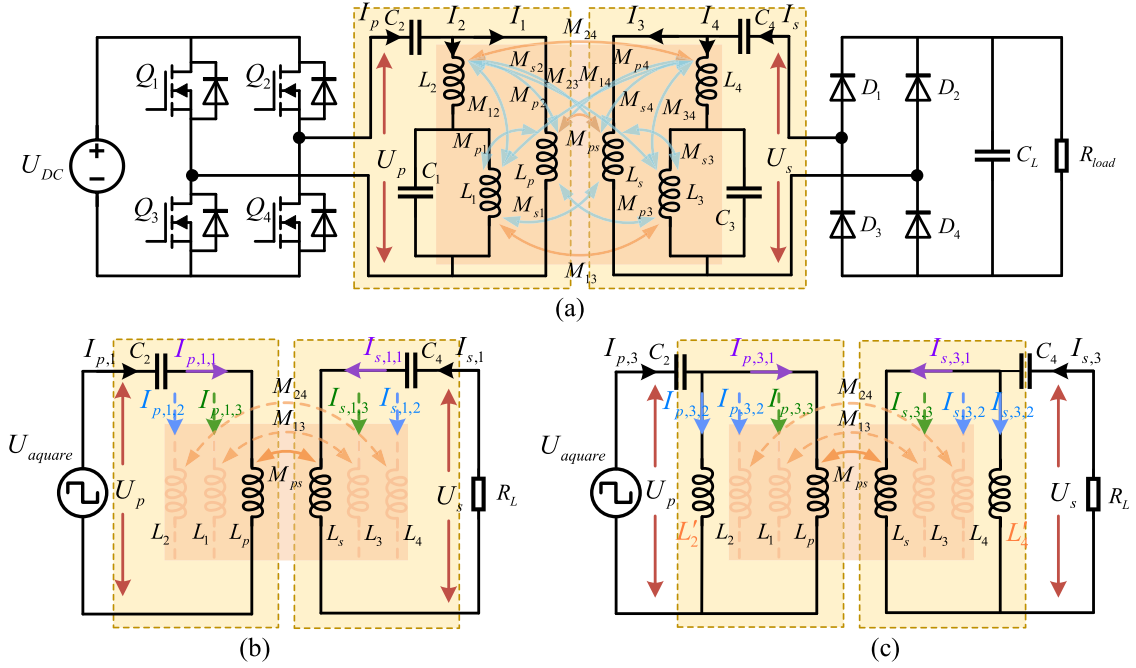 I_p C_2 I_2 I_1 M_24 I_3 I_4 C_4 I_s
Q_1 Q_2 M_s2 M_23 M_14 M_p4 D_1 D_2
L_2 M_12 M_p2 M_s4 M_34 L_4
U_DC U_p M_p1 M_ps M_s3 U_s C_L R_load
C_1 L_1 L_p L_s L_3 C_3
Q_3 Q_4 M_s1 M_p3 D_3 D_4
M_13
(a)
I_p,1 C_2 I_p,1,1 I_s,1,1 C_4 I_s,1
I_p,1,2 I_p,1,3 M_24 I_s,1,3 I_s,1,2
M_13
U_aquare U_p M_ps U_s R_L
L_2 L_1 L_p L_s L_3 L_4
(b)
I_p,3 C_2 I_p,3,1 I_s,3,1 C_4 I_s,3
I_p,3,2 I_p,3,2 I_p,3,3 M_24 I_s,3,3 I_s,3,2 I_s,3,2
M_13
U_aquare U_p M_ps U_s R_L
L'_2 L_2 L_1 L_p L_s L_3 L_4 L'_4
(c)